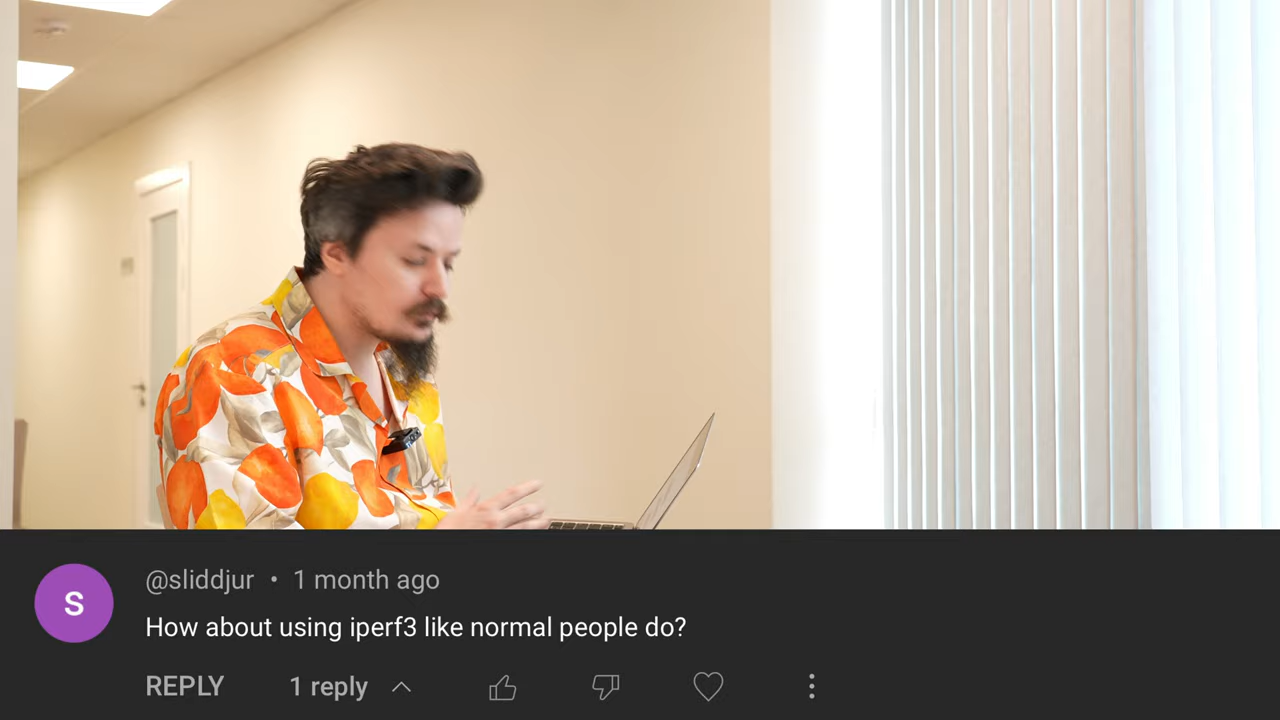 S
@sliddjur • 1 month ago
How about using iperf3 like normal people do?
REPLY 1 reply